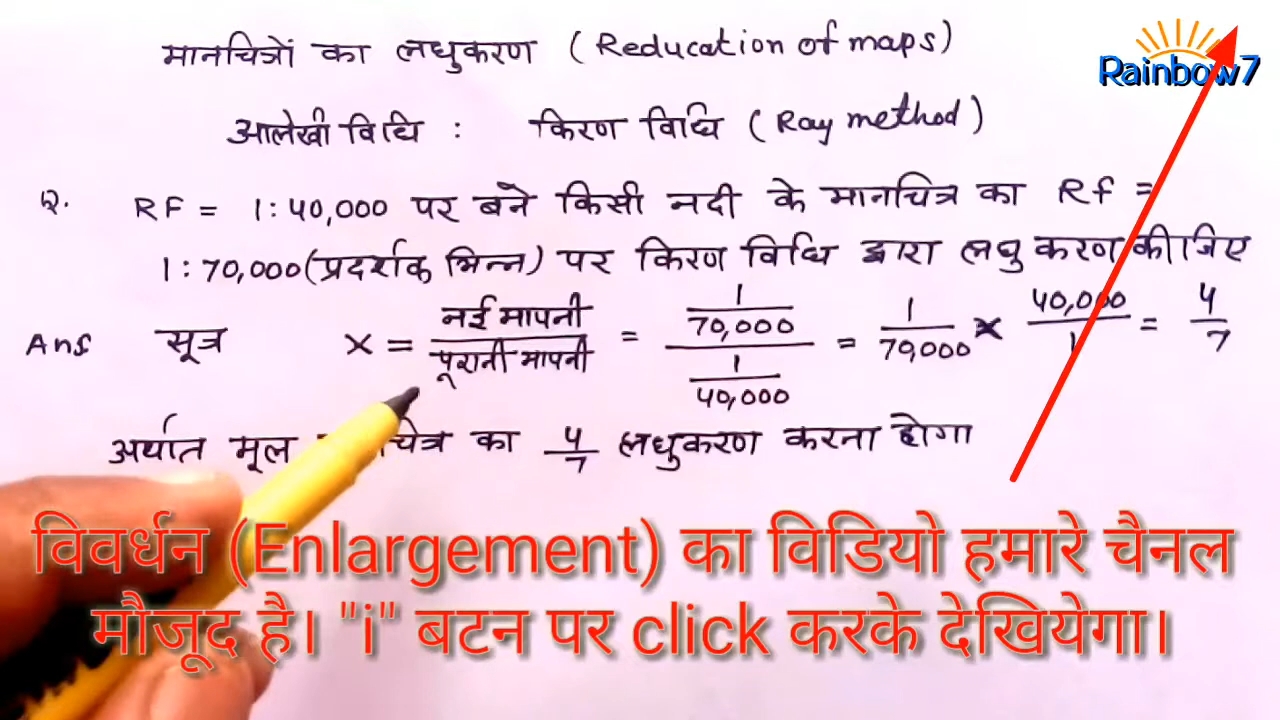 मानचित्रों का लघुकरण (Reducation of maps)
Rainbow7
आलेखी विधि : किरण विधि (Ray method)
Q. RF = 1:40,000 पर बने किसी नदी के मानचित्र का Rf =
1:70,000 (प्रदर्शक भिन्न) पर किरण विधि द्वारा लघु करण कीजिए
Ans सूत्र x = नई मापनी / पूरानी मापनी = 1/70,000 / 1/40,000 = 1/70,000 × 40,000/1 = 4/7
अर्थात मूल का 4/7 लघुकरण करना होगा
विवर्धन (Enlargement) का विडियो हमारे चैनल
मौजूद है। "i" बटन पर click करके देखियेगा।